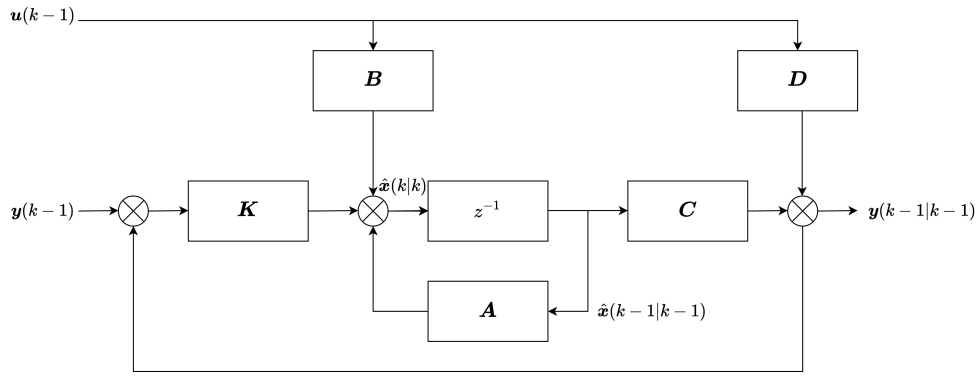 u(k−1)
B
D
x̂(k|k)
y(k−1)
K
z⁻¹
C
y(k−1|k−1)
A
x̂(k−1|k−1)